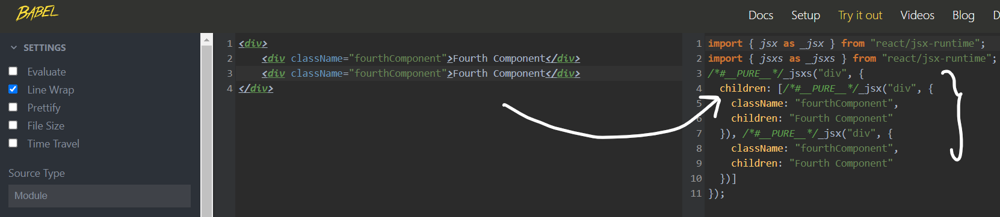 BABEL
Docs Setup Try it out Videos Blog D
SETTINGS
Evaluate
Line Wrap
Prettify
File Size
Time Travel
Source Type
Module
1 <div>
2     <div className="fourthComponent">Fourth Component</div>
3     <div className="fourthComponent">Fourth Component</div>
4 </div>
1 import { jsx as _jsx } from "react/jsx-runtime";
2 import { jsxs as _jsxs } from "react/jsx-runtime";
3 /*#__PURE__*/_jsxs("div", {
4   children: [/*#__PURE__*/_jsx("div", {
5     className: "fourthComponent",
6     children: "Fourth Component"
7   }), /*#__PURE__*/_jsx("div", {
8     className: "fourthComponent",
9     children: "Fourth Component"
10   })]
11 });